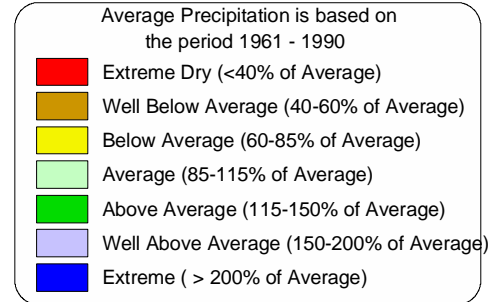 Average Precipitation is based on
the period 1961 - 1990
Extreme Dry (<40% of Average)
Well Below Average (40-60% of Average)
Below Average (60-85% of Average)
Average (85-115% of Average)
Above Average (115-150% of Average)
Well Above Average (150-200% of Average)
Extreme ( > 200% of Average)